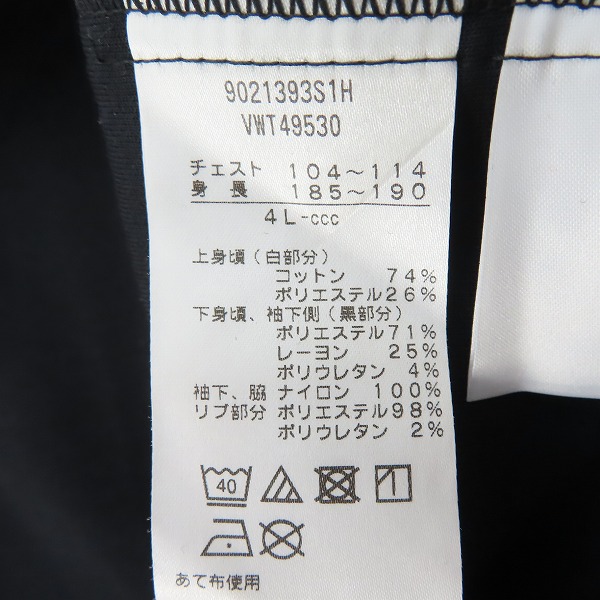 9021393S1H
VWT49530
チェスト 104～114
身長 185～190
4L-ccc
上身頃(白部分)
コットン 74%
ポリエステル26%
下身頃、袖下側(黒部分)
ポリエステル71%
レーヨン 25%
ポリウレタン 4%
袖下、脇 ナイロン 100%
リブ部分 ポリエステル98%
ポリウレタン 2%
40
あて布使用